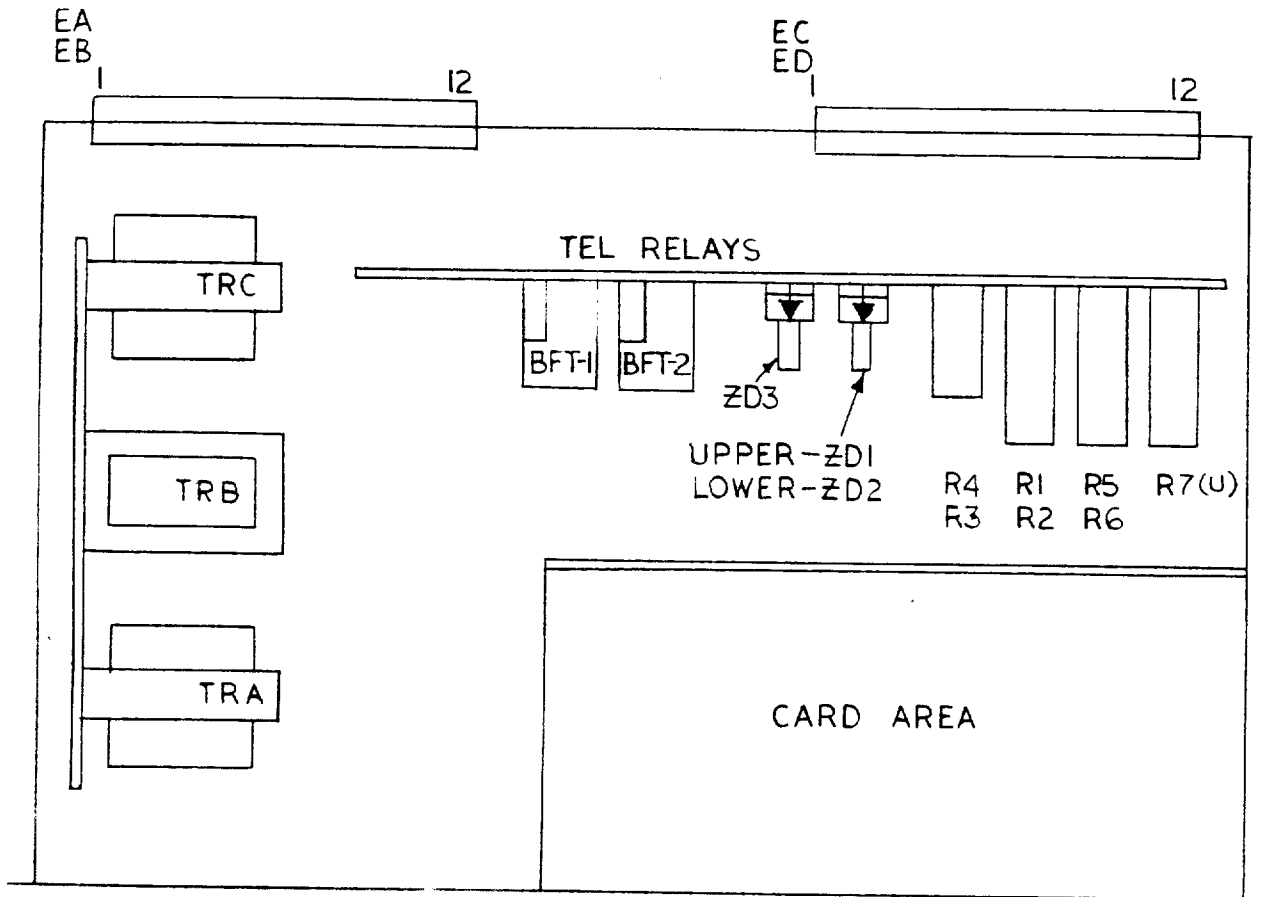 EA
EB
1 12
EC
ED
1 12
TEL RELAYS
TRC
BFT-1 BFT-2
ZD3
UPPER-ZD1
LOWER-ZD2
R4 R1 R5 R7(U)
R3 R2 R6
TRB
TRA
CARD AREA